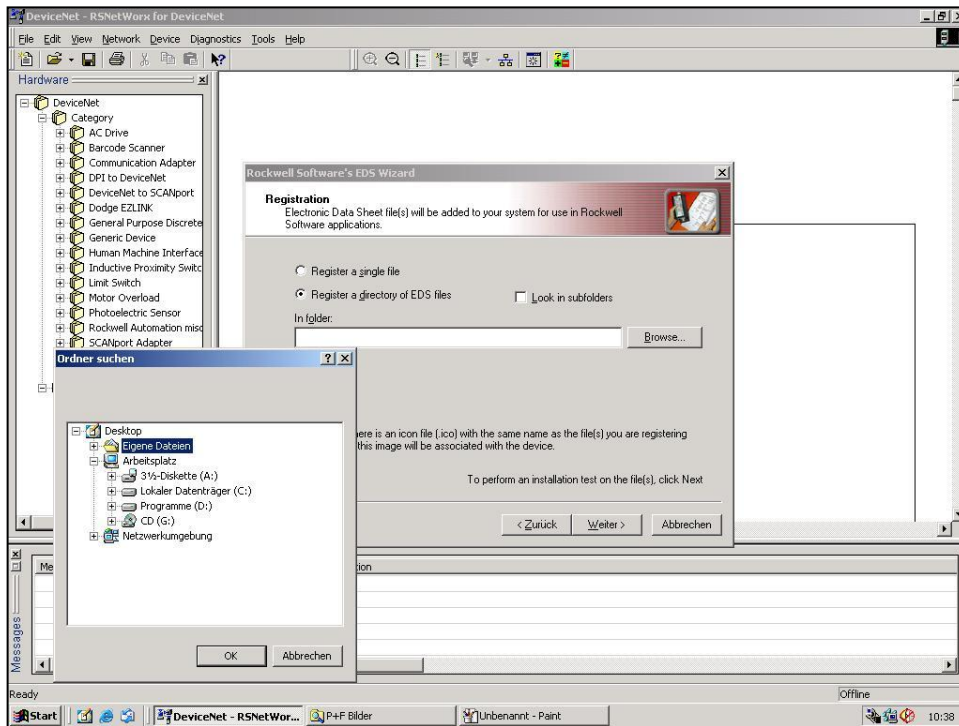 DeviceNet - RSNetWorx for DeviceNet
File Edit View Network Device Diagnostics Tools Help
Hardware
DeviceNet
Category
AC Drive
Barcode Scanner
Communication Adapter
DPI to DeviceNet
DeviceNet to SCANport
Dodge EZLINK
General Purpose Discrete
Generic Device
Human Machine Interface
Inductive Proximity Switc
Limit Switch
Motor Overload
Photoelectric Sensor
Rockwell Automation misc
SCANport Adapter
Rockwell Software's EDS Wizard
Registration
Electronic Data Sheet file(s) will be added to your system for use in Rockwell
Software applications.
Register a single file
Register a directory of EDS files
Look in subfolders
In folder:
Browse...
here is an icon file (.ico) with the same name as the file(s) you are registering
this image will be associated with the device.
To perform an installation test on the file(s), click Next
< Zurück
Weiter >
Abbrechen
Ordner suchen
Desktop
Eigene Dateien
Arbeitsplatz
3½-Diskette (A:)
Lokaler Datenträger (C:)
Programme (D:)
CD (G:)
Netzwerkumgebung
OK
Abbrechen
Messages
Me
tion
Ready
Offline
Start
DeviceNet - RSNetWor...
P+F Bilder
Unbenannt - Paint
10:38